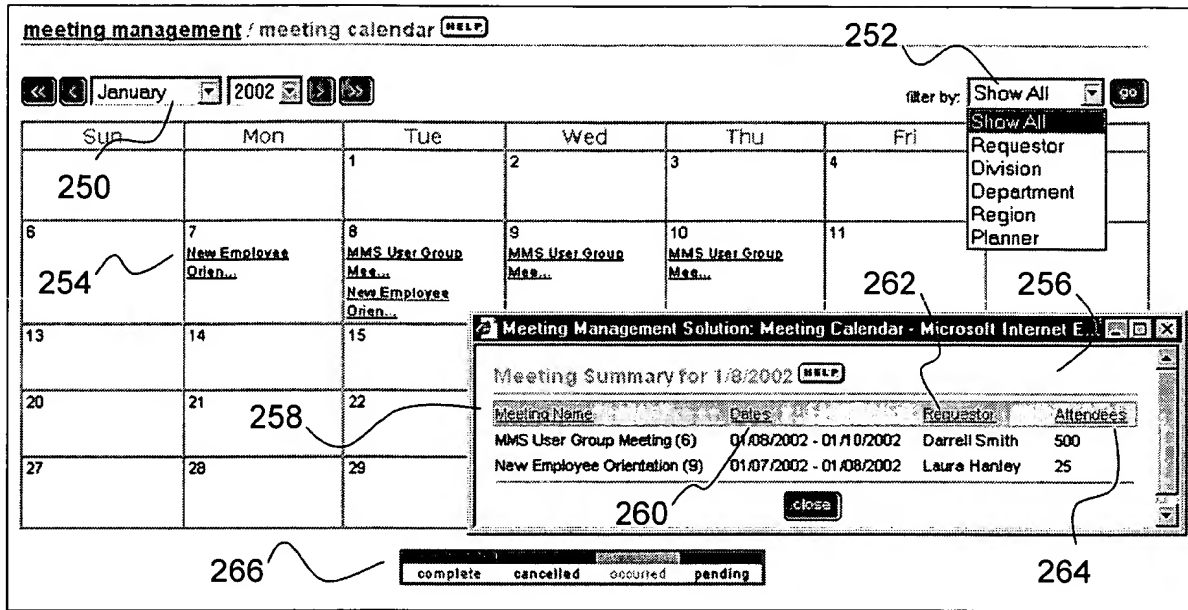 meeting management / meeting calendar HELP
252
« ‹ January 2002 › »
filter by: Show All go
Show All
Requestor
Division
Department
Region
Planner
Sun Mon Tue Wed Thu Fri
250
1 2 3 4
6 7 8 9 10 11
254
New Employee
Orien...
MMS User Group
Mee...
New Employee
Orien...
MMS User Group
Mee...
MMS User Group
Mee...
262 256
13 14 15
Meeting Management Solution: Meeting Calendar - Microsoft Internet E...
Meeting Summary for 1/8/2002 HELP
20 21 22
258
Meeting Name Dates Requestor Attendees
MMS User Group Meeting (6) 01/08/2002 - 01/10/2002 Darrell Smith 500
New Employee Orientation (9) 01/07/2002 - 01/08/2002 Laura Hanley 25
27 28 29
260 close
266 complete cancelled occurred pending 264